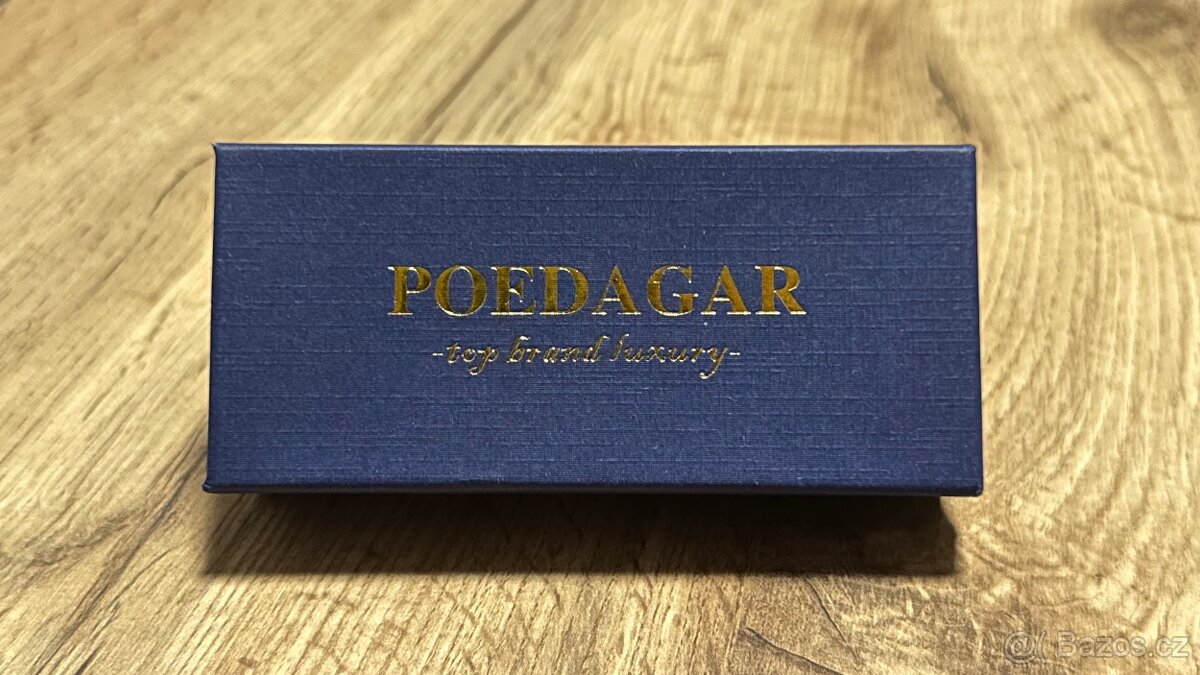 POEDAGAR
-top brand luxury-
@( Bazos.cz